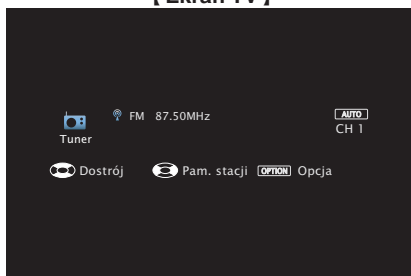 【 Ekran TV 】
FM 87.50MHz
AUTO
CH 1
Tuner
Dostrój Pam. stacji OPTION Opcja